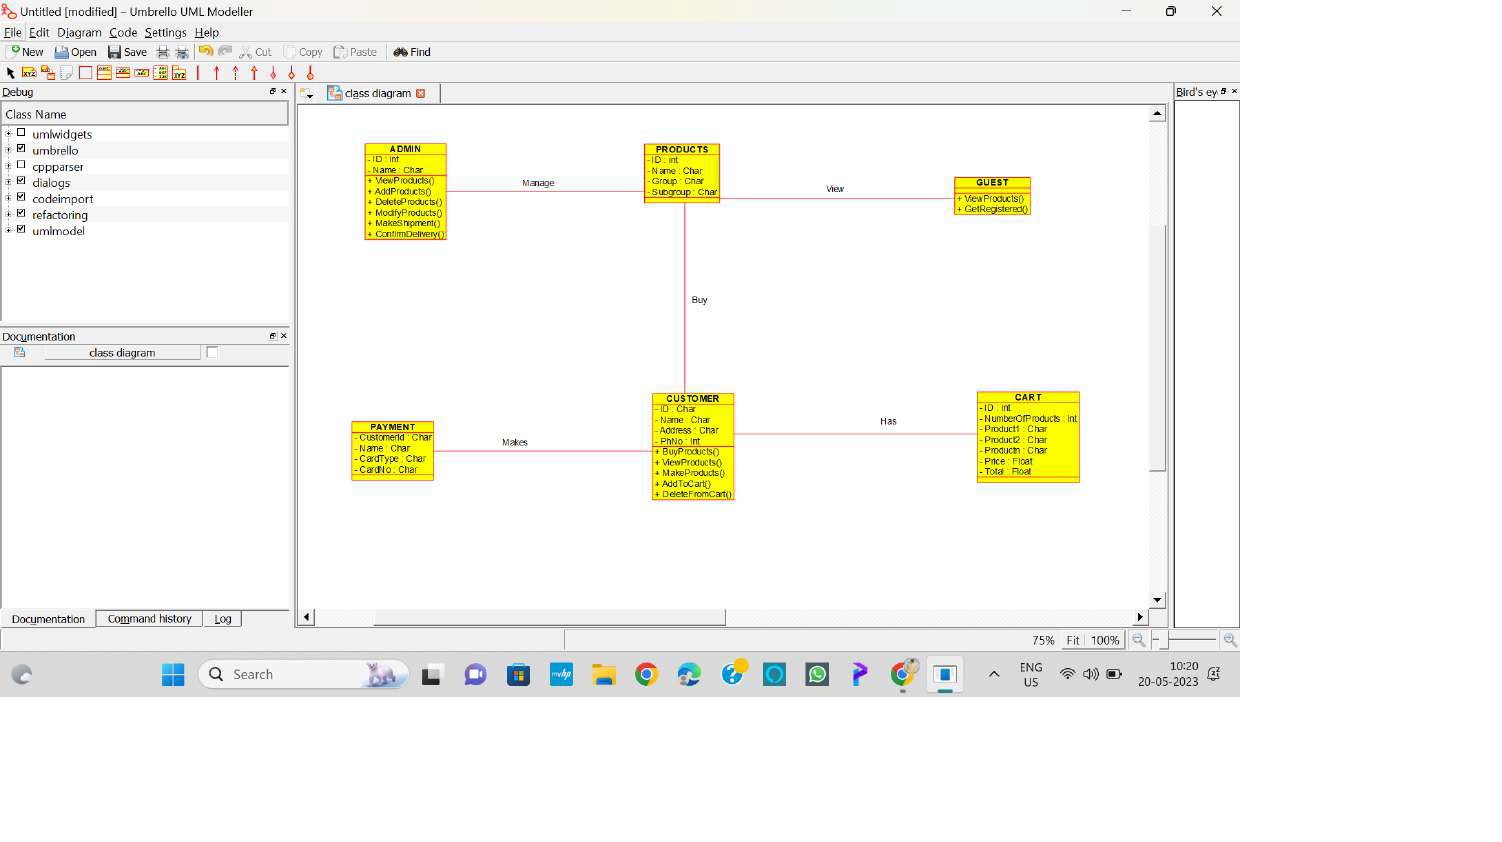 Untitled [modified] – Umbrello UML Modeller
File Edit Diagram Code Settings Help
New Open Save Cut Copy Paste Find
Debug
Class Name
umlwidgets
umbrello
cppparser
dialogs
codeimport
refactoring
umlmodel
Documentation
class diagram
Documentation Command history Log
class diagram
Bird's ey
ADMIN
- ID : int
- Name : Char
+ ViewProducts()
+ AddProducts()
+ DeleteProducts()
+ ModifyProducts()
+ MakeShipment()
+ ConfirmDelivery()
Manage
PRODUCTS
- ID : int
- Name : Char
- Group : Char
- Subgroup : Char
View
GUEST
+ ViewProducts()
+ GetRegistered()
Buy
PAYMENT
- CustomerId : Char
- Name : Char
- CardType : Char
- CardNo : Char
Makes
CUSTOMER
- ID : Char
- Name : Char
- Address : Char
- PhNo : Int
+ BuyProducts()
+ ViewProducts()
+ MakeProducts()
+ AddToCart()
+ DeleteFromCart()
Has
CART
- ID : int
- NumberOfProducts : int
- Product1 : Char
- Product2 : Char
- Productn : Char
- Price : Float
- Total : Float
75% Fit 100%
Search
myhp
ENG
US
10:20
20-05-2023